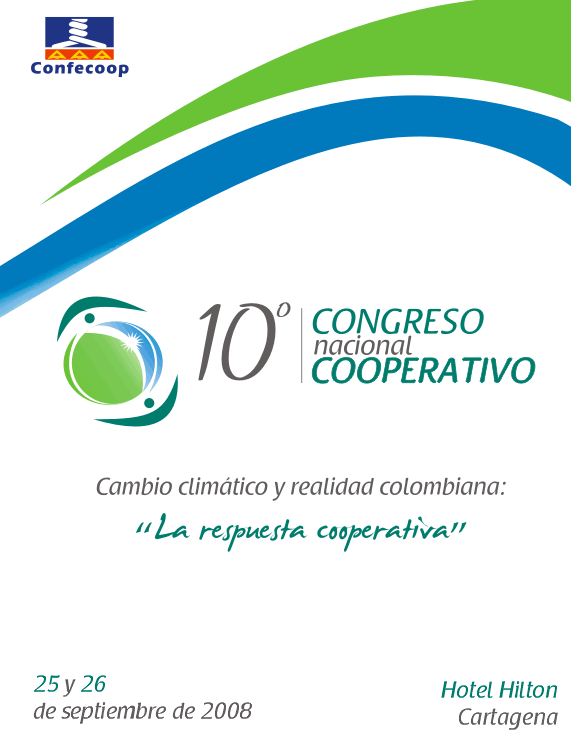 Confecoop
10º
CONGRESO
nacional
COOPERATIVO
Cambio climático y realidad colombiana:
“La respuesta cooperativa”
25 y 26
de septiembre de 2008
Hotel Hilton
Cartagena